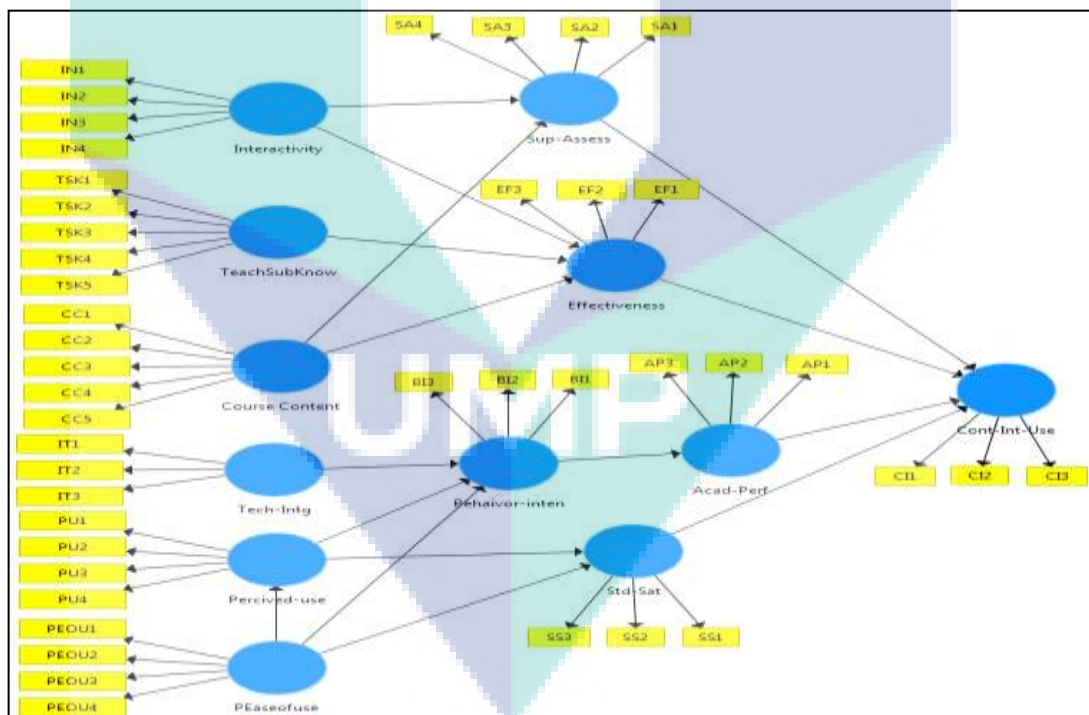 SA4
SA3
SA2
SA1
IN1
IN2
IN3
IN4
Interactivity
Sup-Assess
TSK1
TSK2
TSK3
TSK4
TSK5
TeachSubKnow
EF3
EF2
EF1
Effectiveness
CC1
CC2
CC3
CC4
CC5
Course Content
BI3
BI2
BI1
AP3
AP2
AP1
UMP
IT1
IT2
IT3
Tech-Intg
Behaivor-inten
Acad-Perf
Cont-Int-Use
CI1
CI2
CI3
PU1
PU2
PU3
PU4
Percived-use
Std-Sat
SS3
SS2
SS1
PEOU1
PEOU2
PEOU3
PEOU4
PEaseofuse